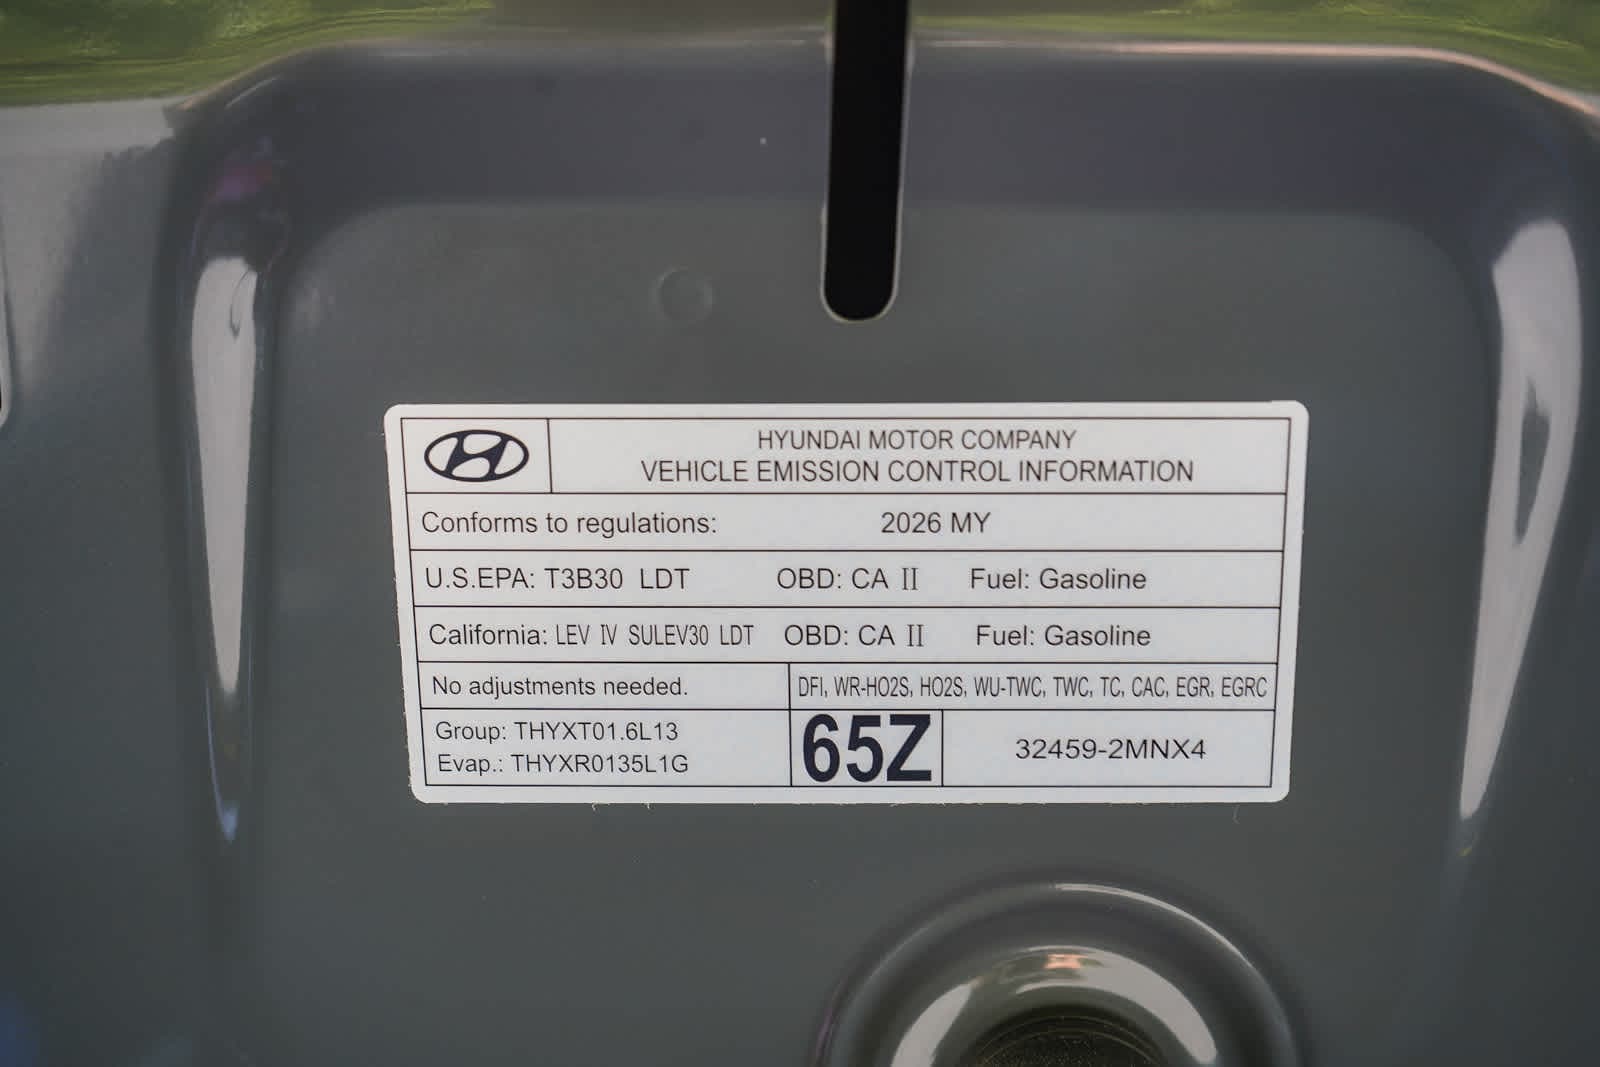 HYUNDAI MOTOR COMPANY
VEHICLE EMISSION CONTROL INFORMATION
Conforms to regulations: 2026 MY
U.S.EPA: T3B30 LDT OBD: CA II Fuel: Gasoline
California: LEV IV SULEV30 LDT OBD: CA II Fuel: Gasoline
No adjustments needed. DFI, WR-HO2S, HO2S, WU-TWC, TWC, TC, CAC, EGR, EGRC
Group: THYXT01.6L13
Evap.: THYXR0135L1G
65Z
32459-2MNX4